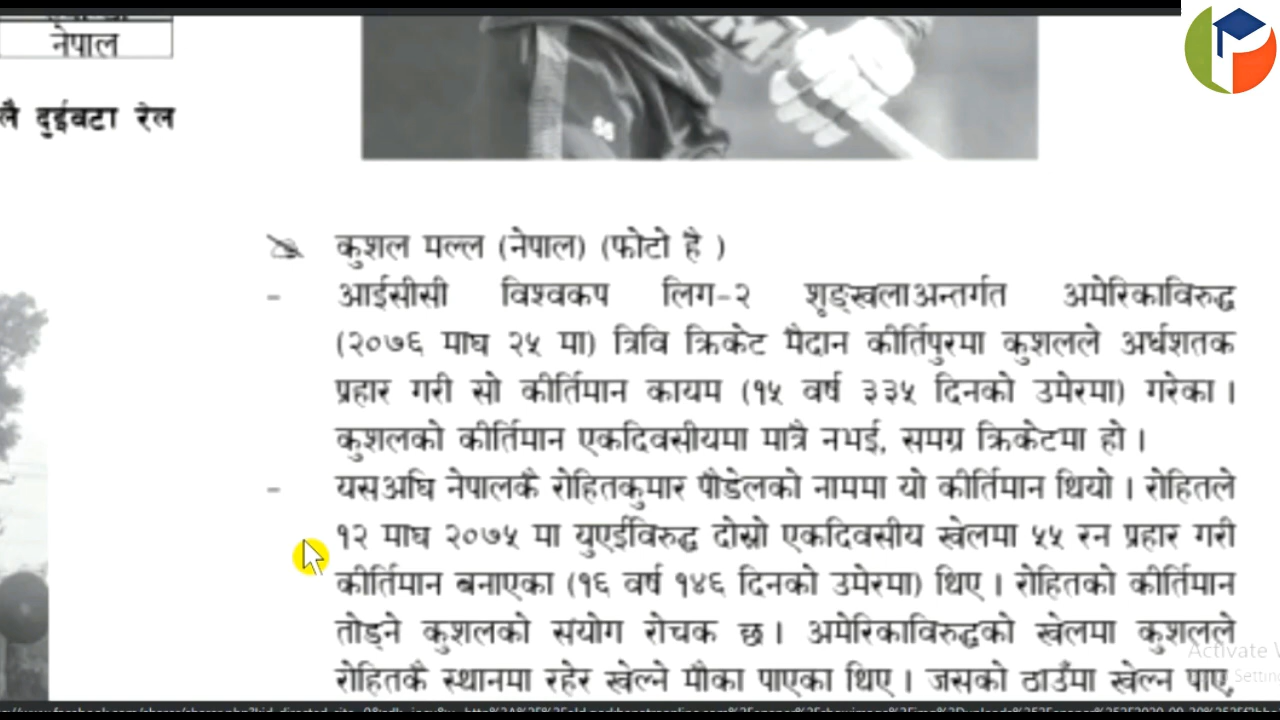 नेपाल
लै दुईवटा रेल
कुशल मल्ल (नेपाल) (फोटो है )
- आईसीसी विश्वकप लिग-२ शृङ्खलाअन्तर्गत अमेरिकाविरुद्ध
(२०७६ माघ २५ मा) त्रिवि क्रिकेट मैदान कीर्तिपुरमा कुशलले अर्धशतक
प्रहार गरी सो कीर्तिमान कायम (१५ वर्ष ३३५ दिनको उमेरमा) गरेका ।
कुशलको कीर्तिमान एकदिवसीयमा मात्रै नभई, समग्र क्रिकेटमा हो ।
- यसअघि नेपालकै रोहितकुमार पौडेलको नाममा यो कीर्तिमान थियो । रोहितले
१२ माघ २०७५ मा युएईविरुद्ध दोस्रो एकदिवसीय खेलमा ५५ रन प्रहार गरी
कीर्तिमान बनाएका (१६ वर्ष १४६ दिनको उमेरमा) थिए । रोहितको कीर्तिमान
तोड्ने कुशलको संयोग रोचक छ । अमेरिकाविरुद्धको खेलमा कुशलले
रोहितकै स्थानमा रहेर खेल्ने मौका पाएका थिए । जसको ठाउँमा खेल्न पाए,
Activate